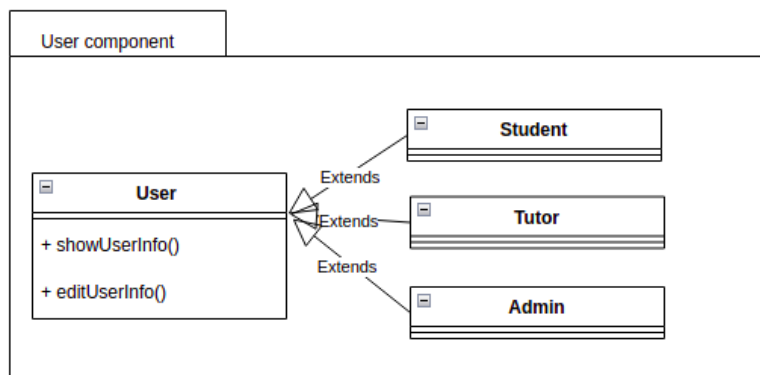 User component
Student
Extends
User
Extends
Tutor
+ showUserInfo()
Extends
+ editUserInfo()
Admin